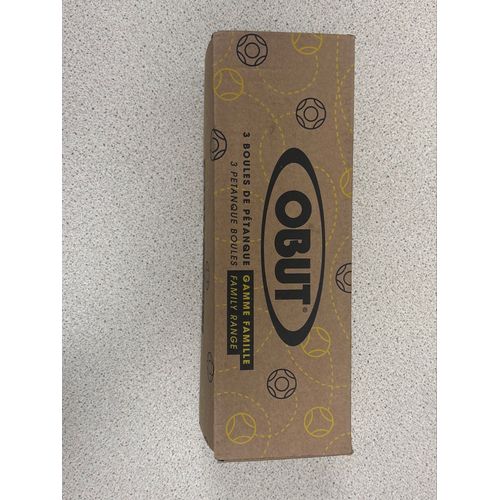 OBUT®
3 BOULES DE PÉTANQUE GAMME FAMILLE
3 PETANQUE BOULES FAMILY RANGE